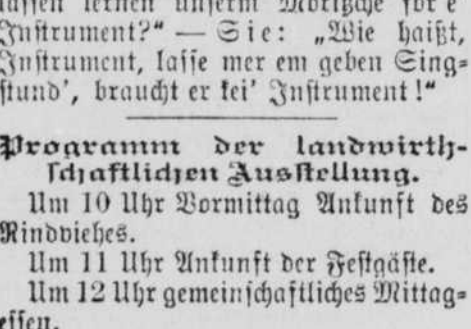 lassen lernen unserm Moritzche for e'
Instrument?" — Sie: „Wie haißt,
Instrument, lasse mer em geben Sing-
stund', braucht er kei' Instrument!"
Programm der landwirth-
schaftlichen Ausstellung.
Um 10 Uhr Vormittag Ankunft des
Rindviehes.
Um 11 Uhr Ankunft der Festgäste.
Um 12 Uhr gemeinschaftliches Mittag-
essen.